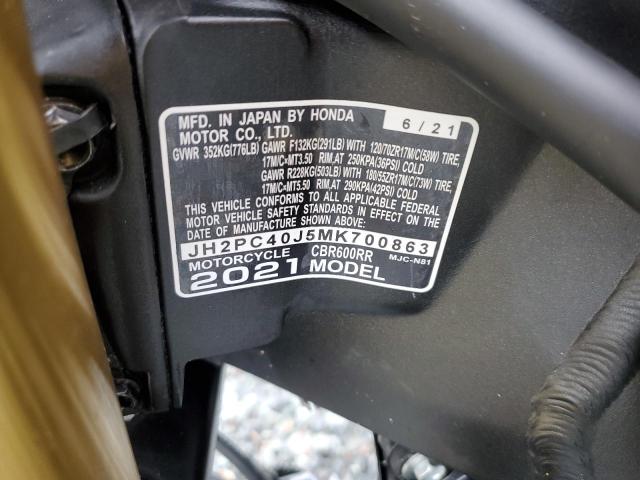 MFD. IN JAPAN BY HONDA 6/21
MOTOR CO., LTD.
GVWR 352KG(776LB) GAWR F132KG(291LB) WITH 120/70ZR17M/C(58W) TIRE,
17M/C×MT3.50 RIM,AT 250KPA(36PSI) COLD
GAWR R228KG(503LB) WITH 180/55ZR17M/C(73W) TIRE,
17M/C×MT5.50 RIM,AT 290KPA(42PSI) COLD
THIS VEHICLE CONFORMS TO ALL APPLICABLE FEDERAL
MOTOR VEHICLE SAFETY STANDARDS IN EFFECT ON THE
DATE OF MANUFACTURE SHOWN ABOVE:
JH2PC40J5MK700863
MOTORCYCLE CBR600RR MJC-N81
2021 MODEL